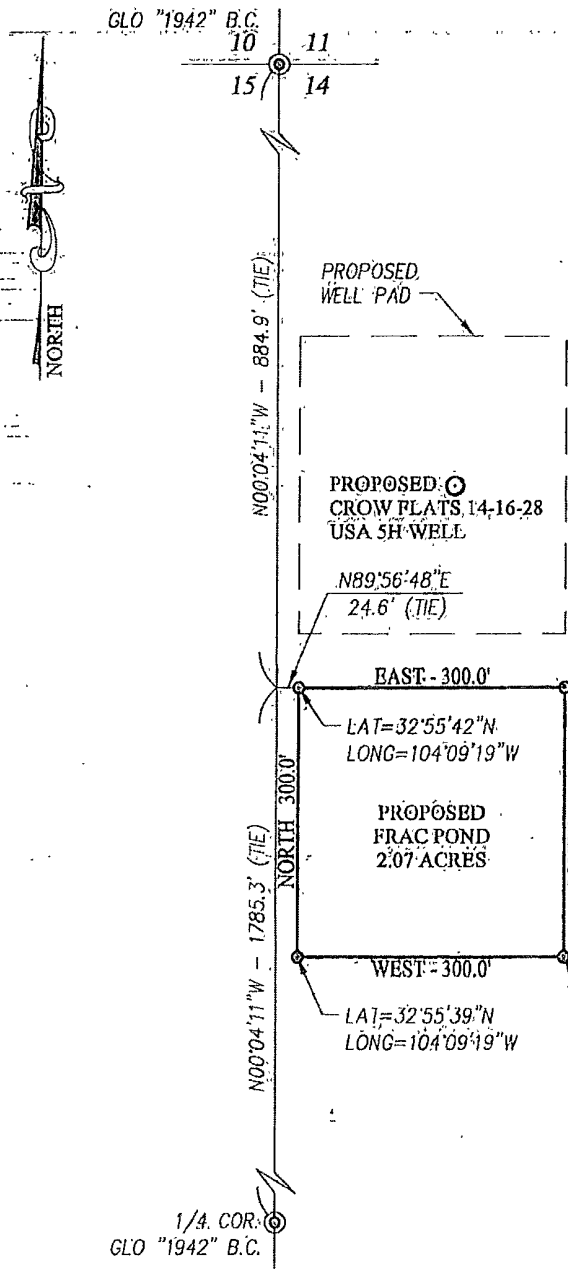 GLO "1942" B.C.
10 11
15 14
NORTH
PROPOSED
WELL PAD
N00°04'11"W - 884.9' (TIE)
PROPOSED
CROW FLATS 14-16-28
USA 5H WELL
N89°56'48"E
24.6' (TIE)
EAST - 300.0'
LAT=32°55'42"N
LONG=104°09'19"W
NORTH 300.0'
PROPOSED
FRAC POND
2.07 ACRES
N00°04'11"W - 1785.3' (TIE)
WEST - 300.0'
LAT=32°55'39"N
LONG=104°09'19"W
1/4 COR.
GLO "1942" B.C.